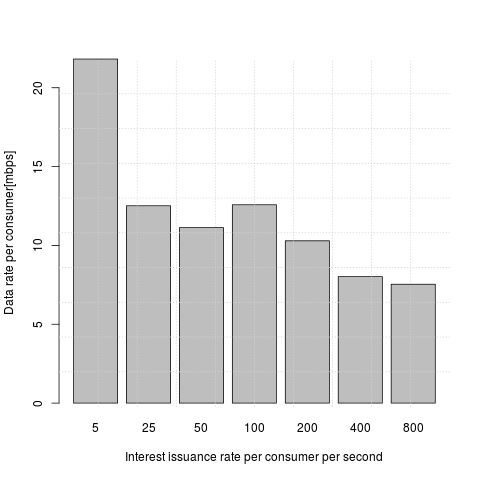 Data rate per consumer[mbps]
20
15
10
5
0
5 25 50 100 200 400 800
Interest issuance rate per consumer per second